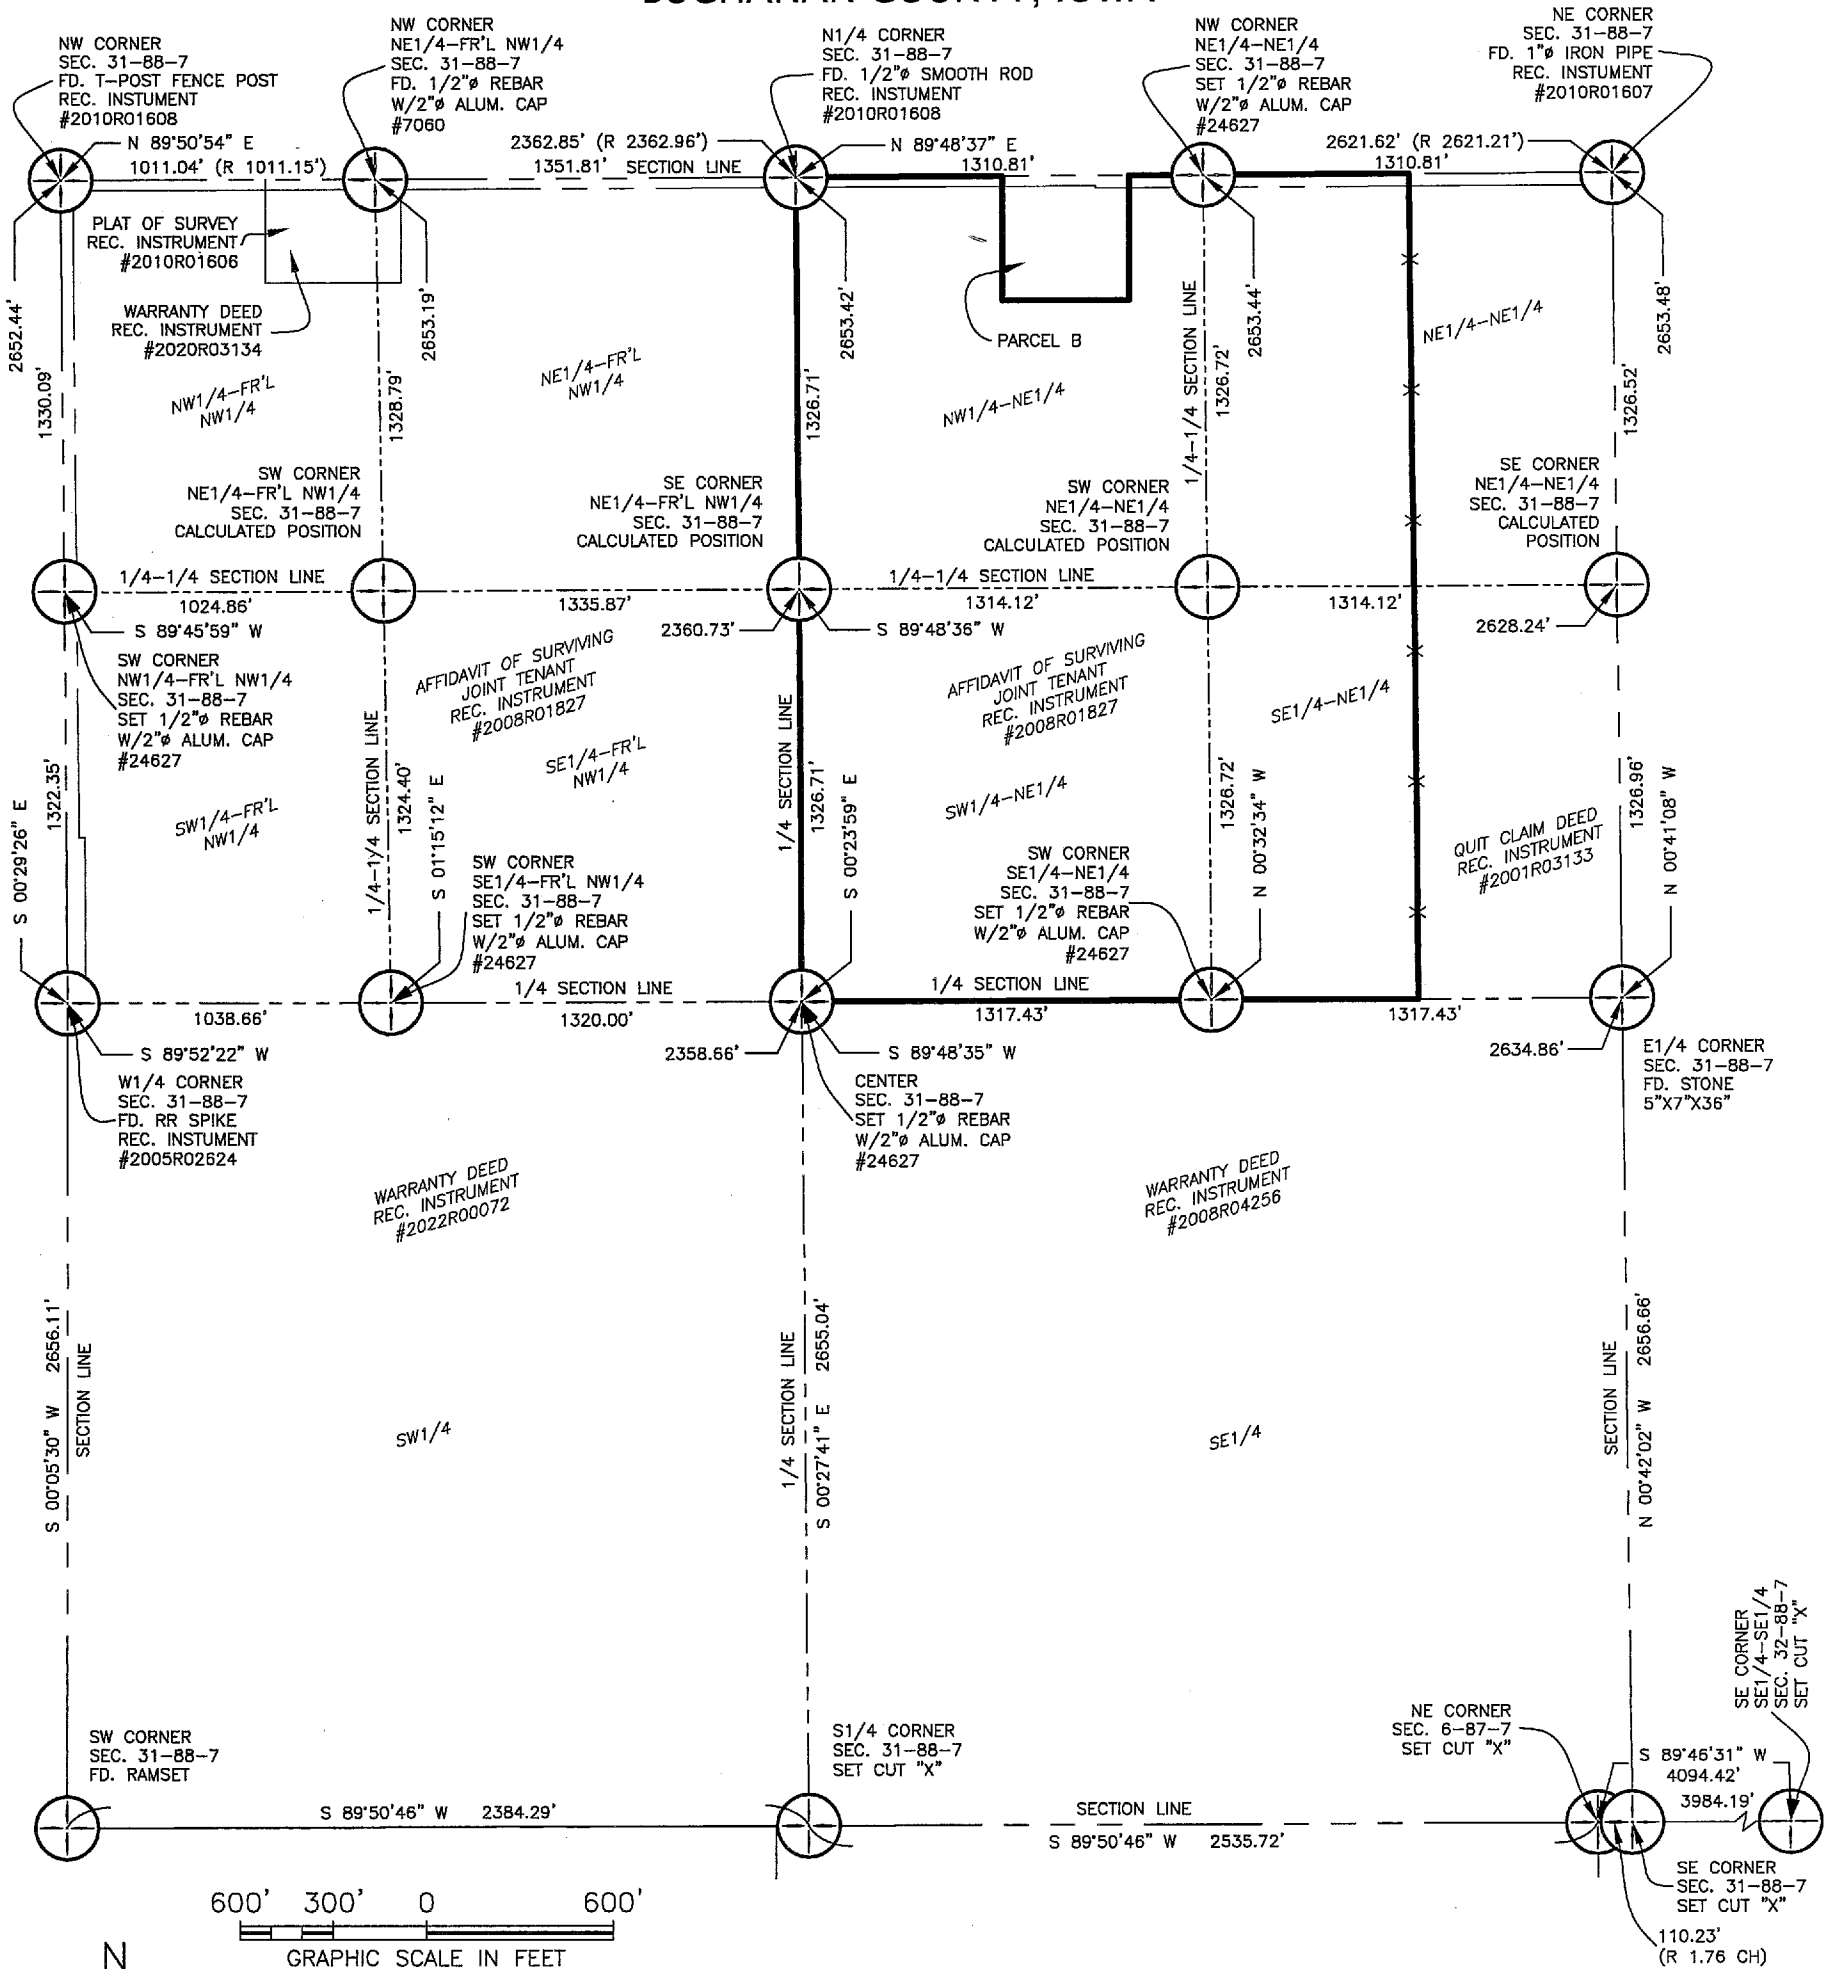 NW CORNER
SEC. 31-88-7
FD. T-POST FENCE POST
REC. INSTUMENT
#2010R01608
NW CORNER
NE1/4-FR'L NW1/4
SEC. 31-88-7
FD. 1/2"ø REBAR
W/2"ø ALUM. CAP
#7060
N1/4 CORNER
SEC. 31-88-7
FD. 1/2"ø SMOOTH ROD
REC. INSTUMENT
#2010R01608
NW CORNER
NE1/4-NE1/4
SEC. 31-88-7
SET 1/2"ø REBAR
W/2"ø ALUM. CAP
#24627
NE CORNER
SEC. 31-88-7
FD. 1"ø IRON PIPE
REC. INSTUMENT
#2010R01607
N 89°50'54" E
1011.04' (R 1011.15')
2362.85' (R 2362.96')
1351.81' SECTION LINE
N 89°48'37" E
1310.81'
2621.62' (R 2621.21')
1310.81'
PLAT OF SURVEY
REC. INSTRUMENT
#2010R01606
WARRANTY DEED
REC. INSTRUMENT
#2020R03134
2652.44'
1330.09'
2653.19'
1328.79'
2653.42'
1326.71'
PARCEL B
1/4-1/4 SECTION LINE
2653.44'
1326.72'
2653.48'
1326.52'
NW1/4-FR'L
NW1/4
NE1/4-FR'L
NW1/4
NW1/4-NE1/4
NE1/4-NE1/4
SW CORNER
NE1/4-FR'L NW1/4
SEC. 31-88-7
CALCULATED POSITION
SE CORNER
NE1/4-FR'L NW1/4
SEC. 31-88-7
CALCULATED POSITION
SW CORNER
NE1/4-NE1/4
SEC. 31-88-7
CALCULATED POSITION
SE CORNER
NE1/4-NE1/4
SEC. 31-88-7
CALCULATED
POSITION
1/4-1/4 SECTION LINE
1024.86'
1335.87'
1/4-1/4 SECTION LINE
1314.12'
1314.12'
S 89°45'59" W
2360.73'
S 89°48'36" W
2628.24'
SW CORNER
NW1/4-FR'L NW1/4
SEC. 31-88-7
SET 1/2"ø REBAR
W/2"ø ALUM. CAP
#24627
AFFIDAVIT OF SURVIVING
JOINT TENANT
REC. INSTRUMENT
#2008R01827
AFFIDAVIT OF SURVIVING
JOINT TENANT
REC. INSTRUMENT
#2008R01827
SE1/4-NE1/4
SE1/4-FR'L
NW1/4
SW1/4-NE1/4
SW1/4-FR'L
NW1/4
S 00°29'26" E
1322.35'
1/4-1/4 SECTION LINE
1324.40'
S 01°15'12" E
1/4 SECTION LINE
1326.71'
S 00°23'59" E
1326.72'
N 00°32'34" W
1326.96'
N 00°41'08" W
QUIT CLAIM DEED
REC. INSTRUMENT
#2001R03133
SW CORNER
SE1/4-FR'L NW1/4
SEC. 31-88-7
SET 1/2"ø REBAR
W/2"ø ALUM. CAP
#24627
SW CORNER
SE1/4-NE1/4
SEC. 31-88-7
SET 1/2"ø REBAR
W/2"ø ALUM. CAP
#24627
1038.66'
1/4 SECTION LINE
1320.00'
1/4 SECTION LINE
1317.43'
1317.43'
S 89°52'22" W
2358.66'
S 89°48'35" W
2634.86'
W1/4 CORNER
SEC. 31-88-7
FD. RR SPIKE
REC. INSTUMENT
#2005R02624
CENTER
SEC. 31-88-7
SET 1/2"ø REBAR
W/2"ø ALUM. CAP
#24627
E1/4 CORNER
SEC. 31-88-7
FD. STONE
5"X7"X36"
WARRANTY DEED
REC. INSTRUMENT
#2022R00072
WARRANTY DEED
REC. INSTRUMENT
#2008R04256
S 00°05'30" W 2656.11'
SECTION LINE
SW1/4
1/4 SECTION LINE
S 00°27'41" E 2655.04'
SE1/4
SECTION LINE
N 00°42'02" W 2656.66'
SW CORNER
SEC. 31-88-7
FD. RAMSET
S1/4 CORNER
SEC. 31-88-7
SET CUT "X"
NE CORNER
SEC. 6-87-7
SET CUT "X"
SE CORNER
SE1/4-SE1/4
SEC. 32-88-7
SET CUT "X"
S 89°46'31" W
4094.42'
3984.19'
S 89°50'46" W 2384.29'
SECTION LINE
S 89°50'46" W 2535.72'
SE CORNER
SEC. 31-88-7
SET CUT "X"
110.23'
(R 1.76 CH)
600' 300' 0 600'
GRAPHIC SCALE IN FEET
N